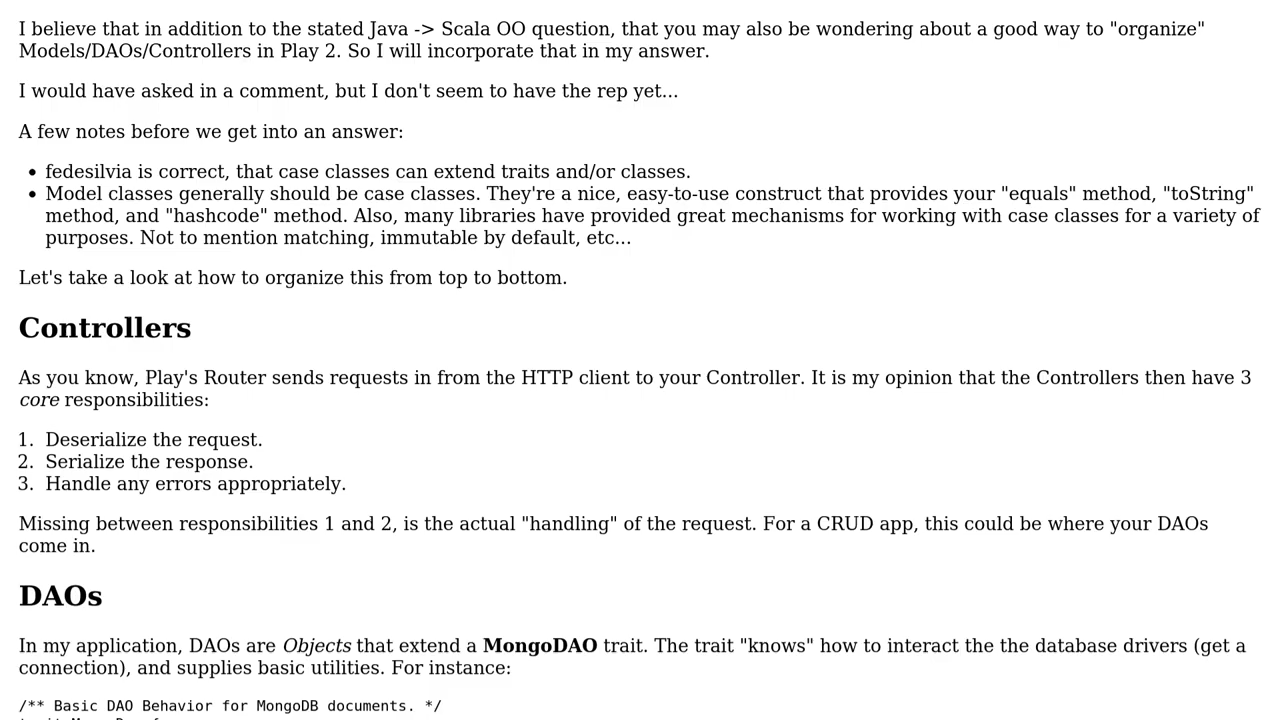 I believe that in addition to the stated Java -> Scala OO question, that you may also be wondering about a good way to "organize"
Models/DAOs/Controllers in Play 2. So I will incorporate that in my answer.
I would have asked in a comment, but I don't seem to have the rep yet...
A few notes before we get into an answer:
• fedesilvia is correct, that case classes can extend traits and/or classes.
• Model classes generally should be case classes. They're a nice, easy-to-use construct that provides your "equals" method, "toString"
method, and "hashcode" method. Also, many libraries have provided great mechanisms for working with case classes for a variety of
purposes. Not to mention matching, immutable by default, etc...
Let's take a look at how to organize this from top to bottom.
Controllers
As you know, Play's Router sends requests in from the HTTP client to your Controller. It is my opinion that the Controllers then have 3
core responsibilities:
1. Deserialize the request.
2. Serialize the response.
3. Handle any errors appropriately.
Missing between responsibilities 1 and 2, is the actual "handling" of the request. For a CRUD app, this could be where your DAOs
come in.
DAOs
In my application, DAOs are Objects that extend a MongoDAO trait. The trait "knows" how to interact the the database drivers (get a
connection), and supplies basic utilities. For instance:
/** Basic DAO Behavior for MongoDB documents. */